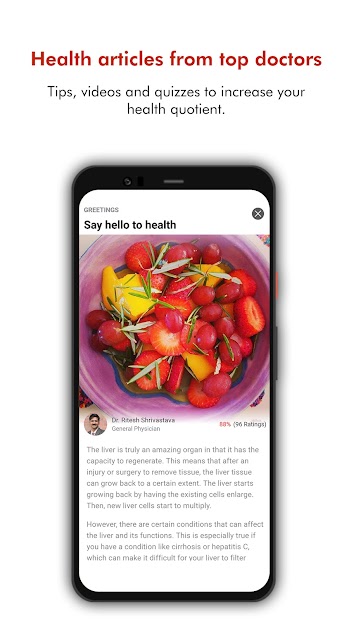 Health articles from top doctors
Tips, videos and quizzes to increase your
health quotient.
GREETINGS
Say hello to health
Dr. Ritesh Shrivastava
General Physician
88% (96 Ratings)
The liver is truly an amazing organ in that it has the
capacity to regenerate. This means that after an
injury or surgery to remove tissue, the liver tissue
can grow back to a certain extent. The liver starts
growing back by having the existing cells enlarge.
Then, new liver cells start to multiply.
However, there are certain conditions that can affect
the liver and its functions. This is especially true if
you have a condition like cirrhosis or hepatitis C,
which can make it difficult for your liver to filter